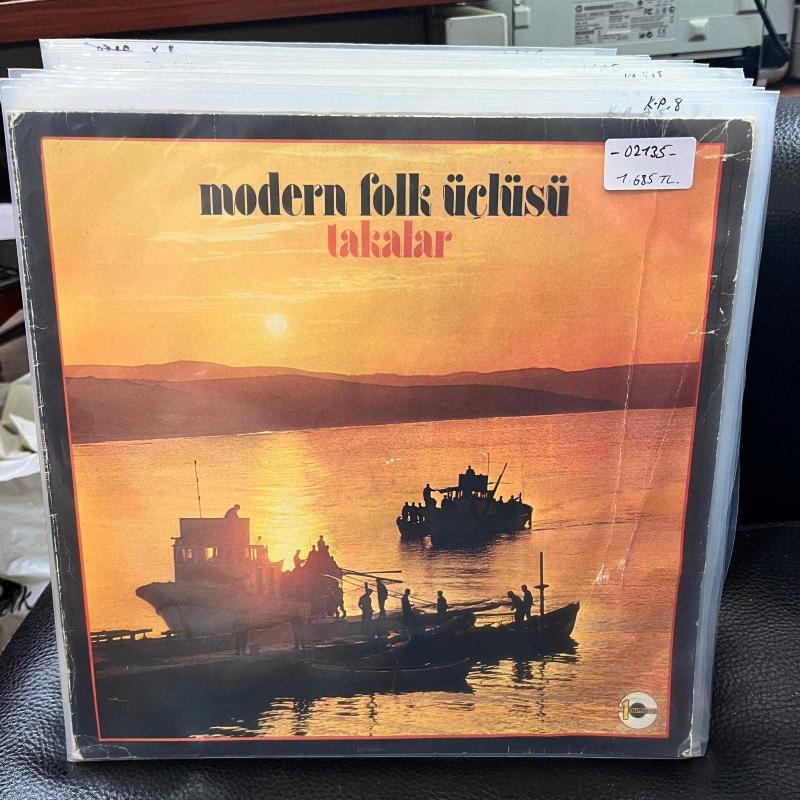 K-P, 8
-02135-
1.685 TL.
modern folk üçlüsü
takalar